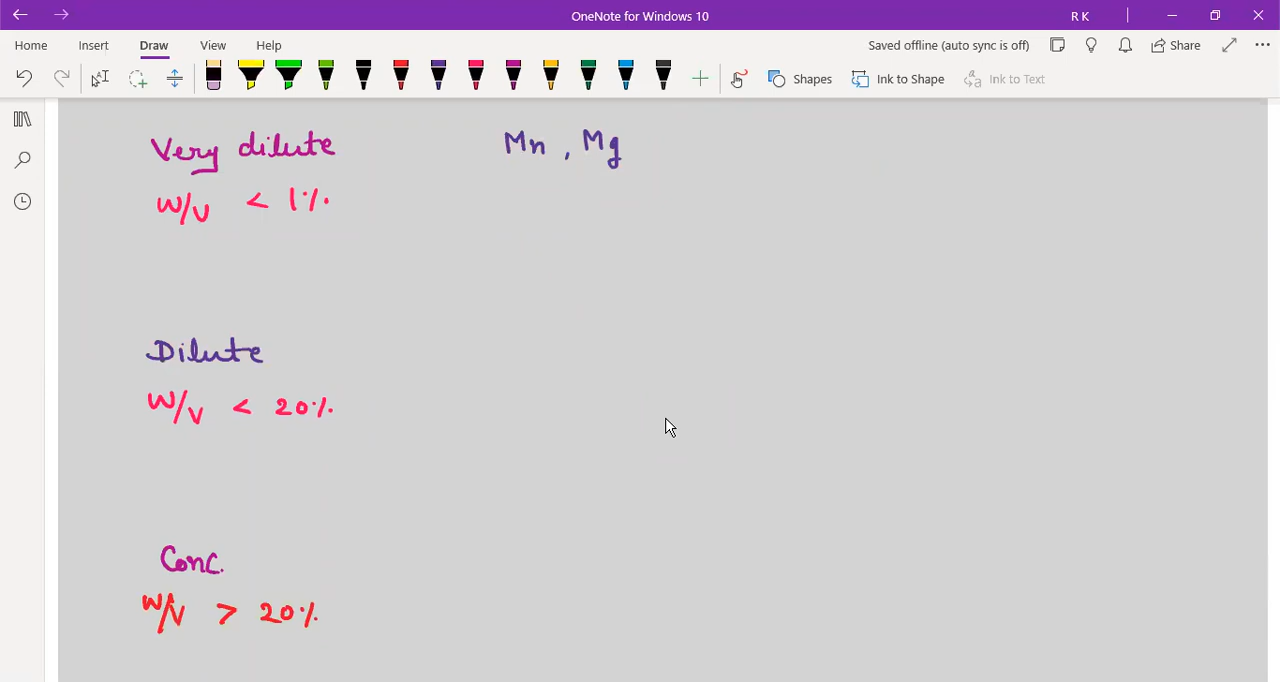 OneNote for Windows 10
R K
Home Insert Draw View Help
Saved offline (auto sync is off)
Share
Shapes
Ink to Shape
Ink to Text
Very dilute Mn, Mg
W/V < 1%
Dilute
W/V < 20%
Conc.
W/V > 20%